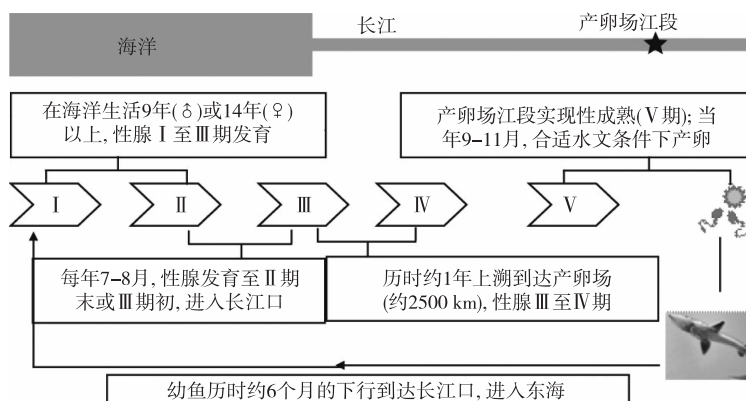 海洋
长江
产卵场江段
在海洋生活9年(♂)或14年(♀)
以上, 性腺Ⅰ至Ⅲ期发育
产卵场江段实现性成熟(Ⅴ期); 当
年9–11月, 合适水文条件下产卵
Ⅰ
Ⅱ
Ⅲ
Ⅳ
Ⅴ
每年7–8月, 性腺发育至Ⅱ期
末或Ⅲ期初, 进入长江口
历时约1年上溯到达产卵场
(约2500 km), 性腺Ⅲ至Ⅳ期
幼鱼历时约6个月的下行到达长江口, 进入东海